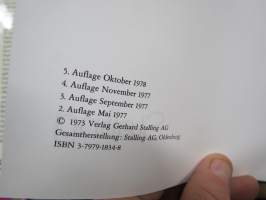 5. Auflage Oktober 1978
4. Auflage November 1977
3. Auflage September 1977
2. Auflage Mai 1977
© 1973 Verlag Gerhard Stalling AG
Gesamtherstellung: Stalling AG, Oldenburg
ISBN 3-7979-1834-8